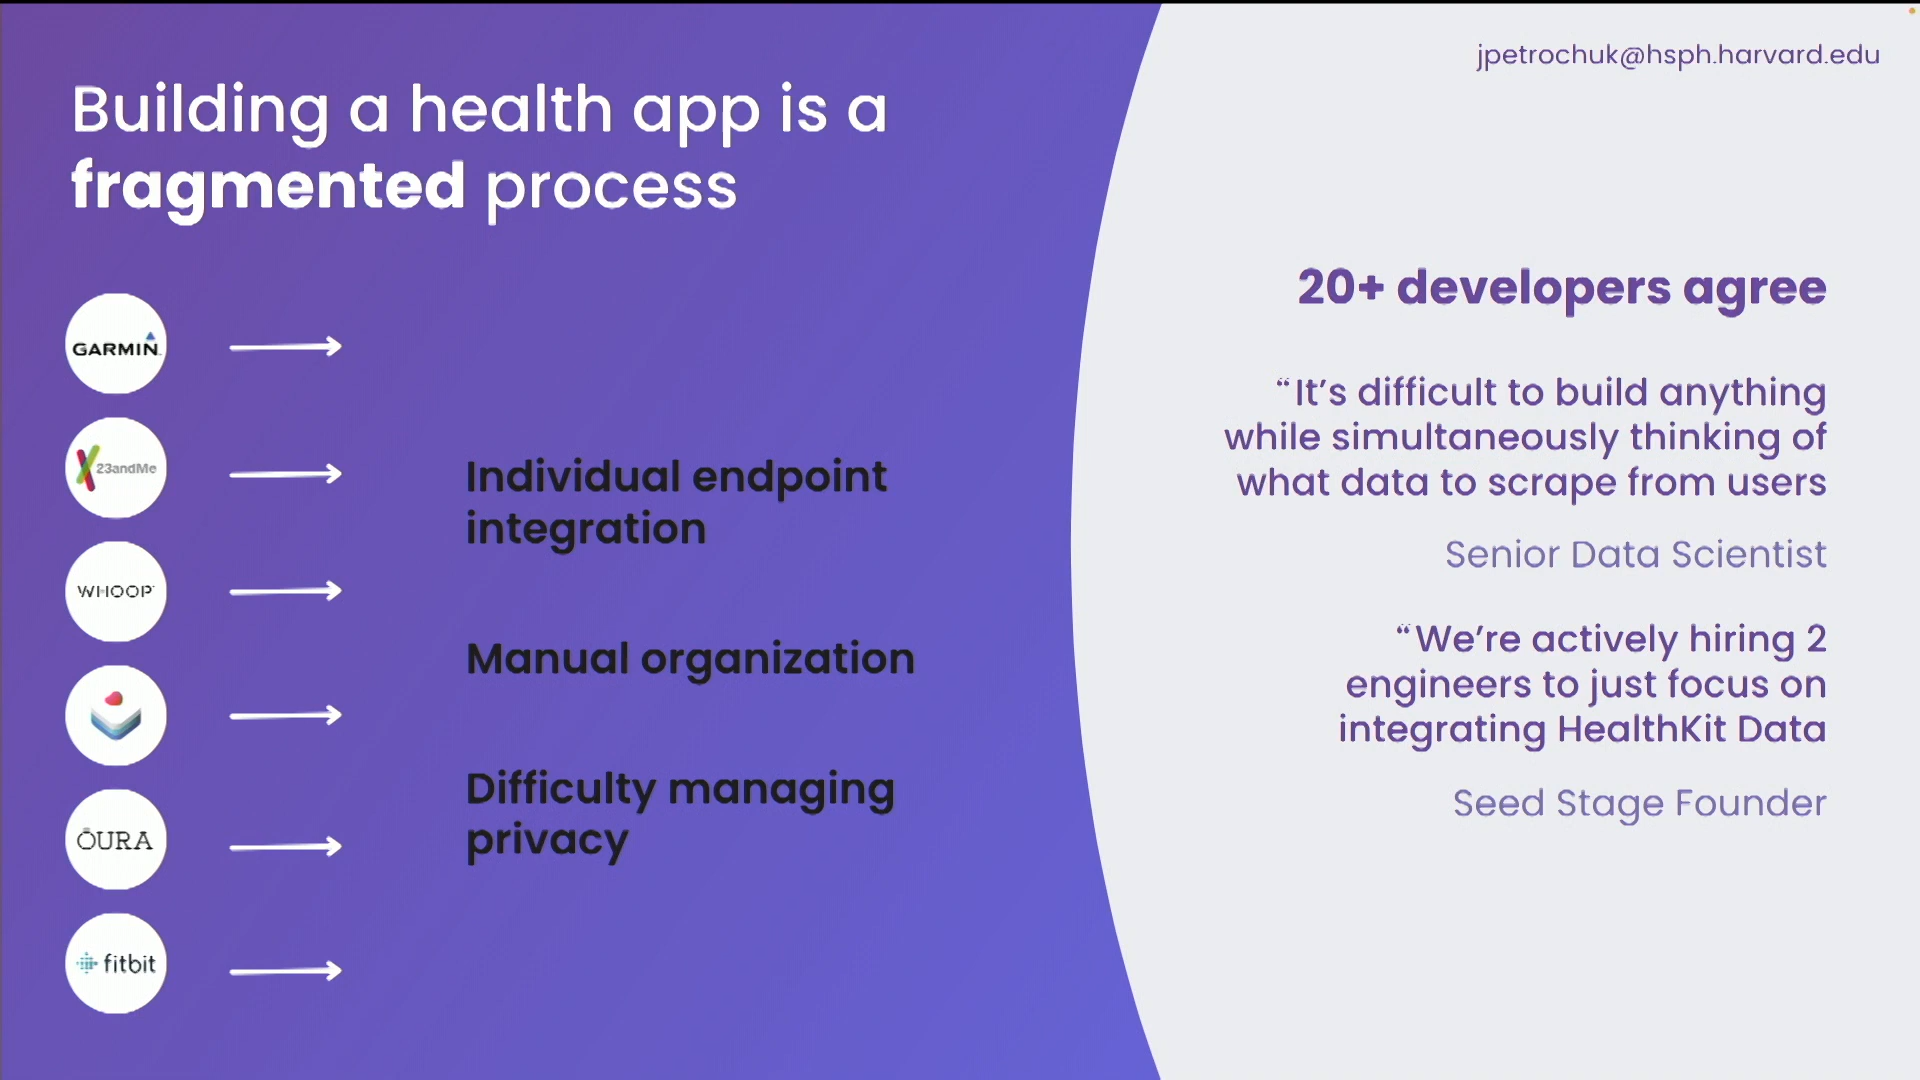 jpetrochuk@hsph.harvard.edu
Building a health app is a
fragmented process
GARMIN
23andMe
WHOOP
ŌURA
fitbit
Individual endpoint
integration
Manual organization
Difficulty managing
privacy
20+ developers agree
“It’s difficult to build anything
while simultaneously thinking of
what data to scrape from users
Senior Data Scientist
“We’re actively hiring 2
engineers to just focus on
integrating HealthKit Data
Seed Stage Founder